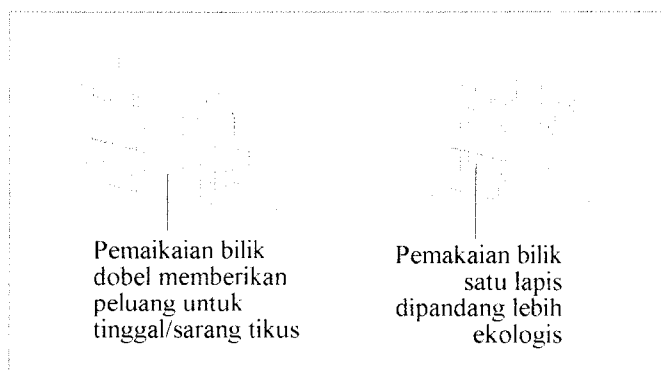 Pemaikaian bilik
dobel memberikan
peluang untuk
tinggal/sarang tikus
Pemakaian bilik
satu lapis
dipandang lebih
ekologis